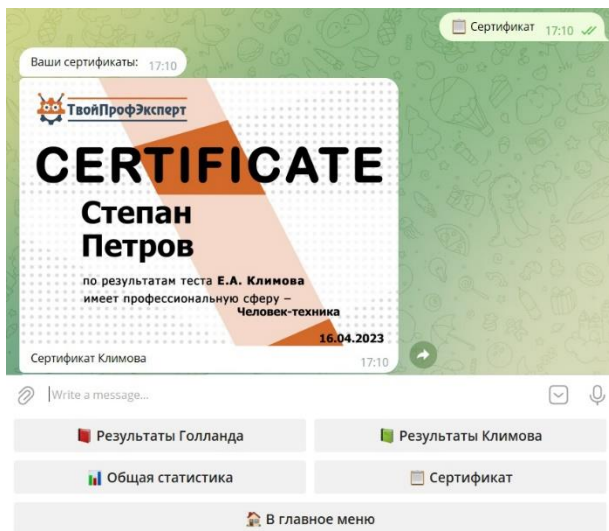 📋 Сертификат 17:10
Ваши сертификаты: 17:10
ТвойПрофЭксперт
CERTIFICATE
Степан
Петров
по результатам теста Е.А. Климова
имеет профессиональную сферу –
Человек-техника
16.04.2023
Сертификат Климова 17:10
Write a message...
📕 Результаты Голланда
📗 Результаты Климова
📊 Общая статистика
📋 Сертификат
🏠 В главное меню